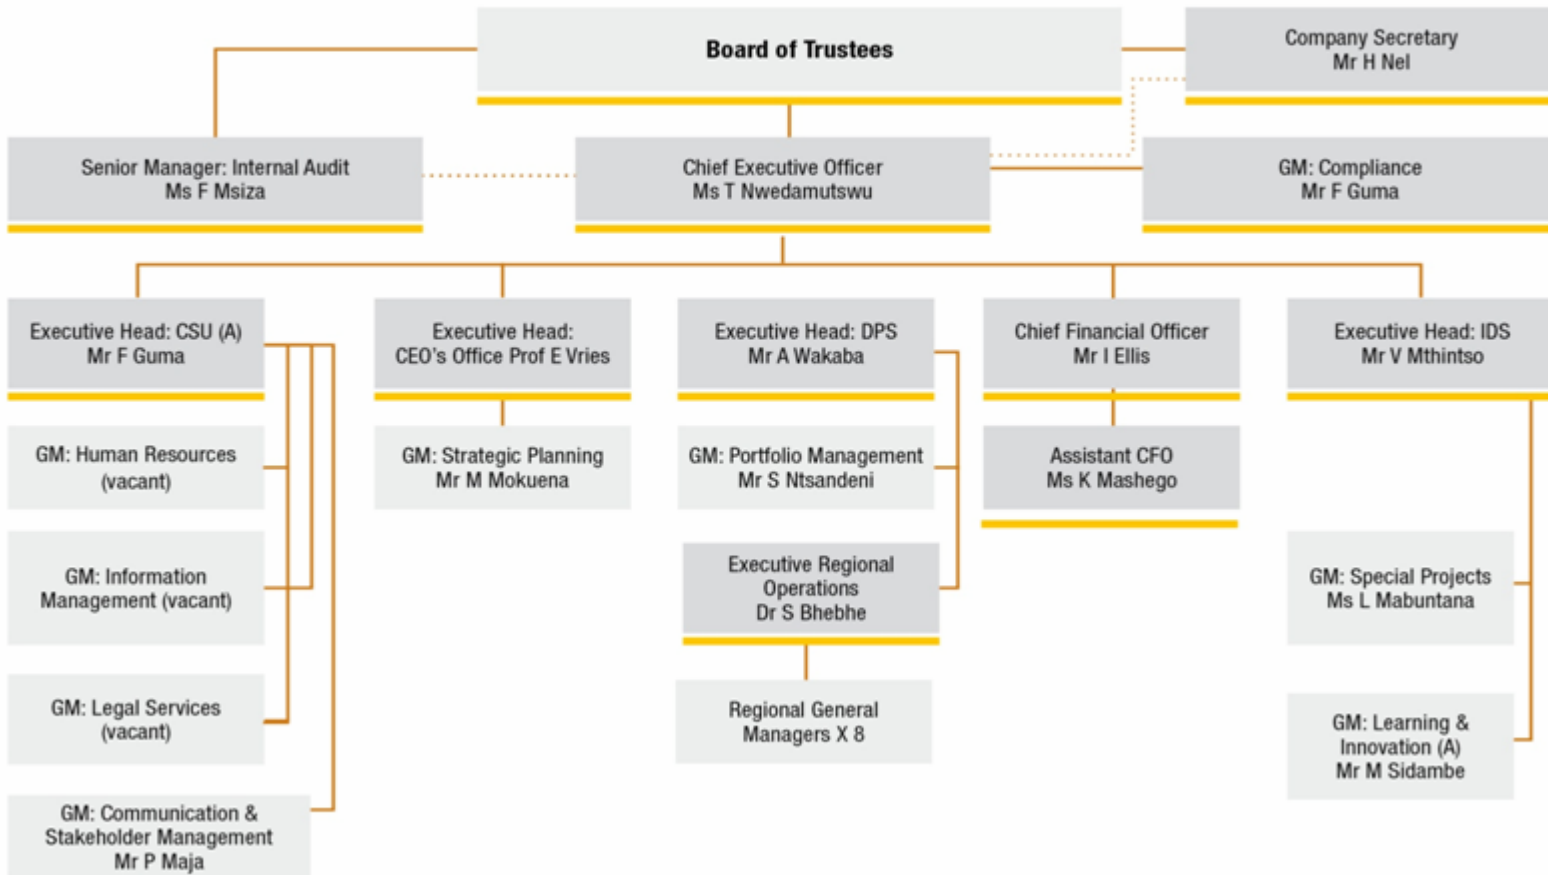 Board of Trustees
Company Secretary
Mr H Nel
Senior Manager: Internal Audit
Ms F Msiza
Chief Executive Officer
Ms T Nwedamutswu
GM: Compliance
Mr F Guma
Executive Head: CSU (A)
Mr F Guma
Executive Head:
CEO's Office Prof E Vries
Executive Head: DPS
Mr A Wakaba
Chief Financial Officer
Mr I Ellis
Executive Head: IDS
Mr V Mthintso
GM: Human Resources
(vacant)
GM: Strategic Planning
Mr M Mokuena
GM: Portfolio Management
Mr S Ntsandeni
Assistant CFO
Ms K Mashego
GM: Information
Management (vacant)
Executive Regional
Operations
Dr S Bhebhe
GM: Special Projects
Ms L Mabuntana
GM: Legal Services
(vacant)
Regional General
Managers X 8
GM: Learning &
Innovation (A)
Mr M Sidambe
GM: Communication &
Stakeholder Management
Mr P Maja